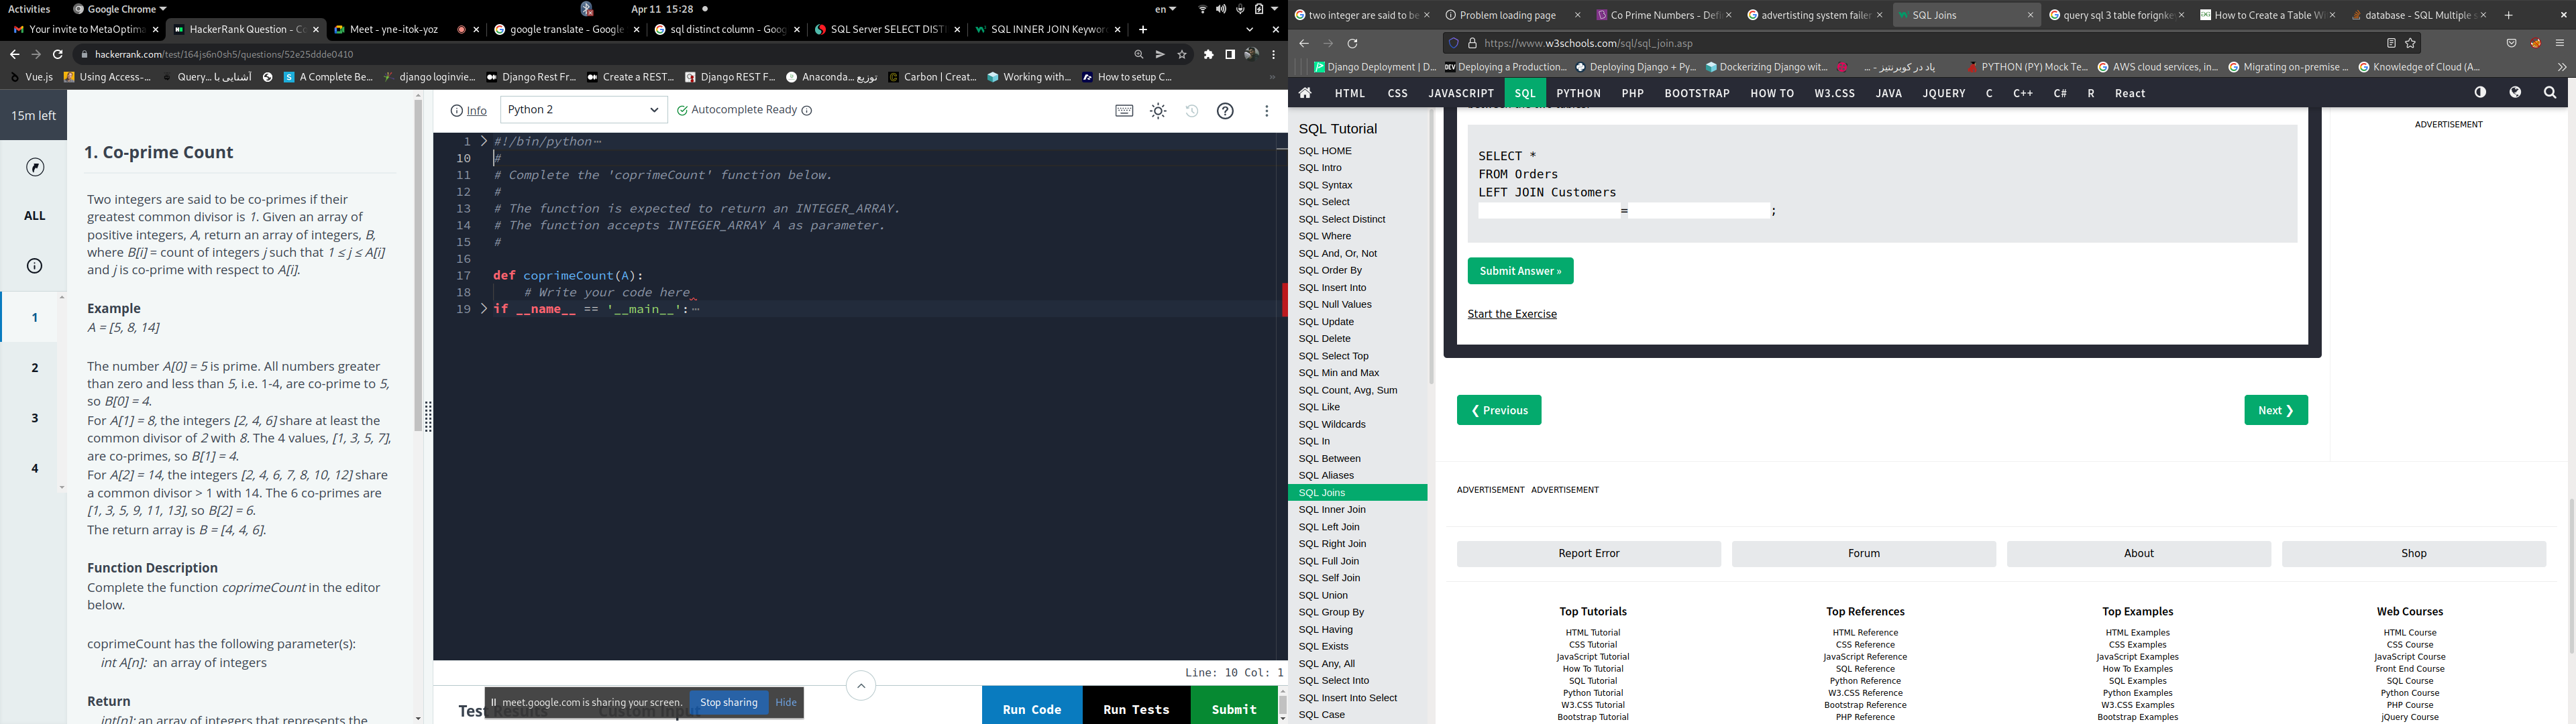 Activities
Google Chrome
Apr 11 15:28
en
Your invite to MetaOptima
HackerRank Question - Co
Meet - yne-itok-yoz
google translate - Google
sql distinct column - Goog
SQL Server SELECT DIST
SQL INNER JOIN Keywor
hackerrank.com/test/164js6n0sh5/questions/52e25ddde0410
Vue.js
Using Access-...
Query... آشنایی با
A Complete Be...
django loginvie...
Django Rest Fr...
Create a REST...
Django REST F...
Anaconda... توزیع
Carbon | Creat...
Working with...
How to setup C...
15m left
ALL
1
2
3
4
1. Co-prime Count
Two integers are said to be co-primes if their
greatest common divisor is 1. Given an array of
positive integers, A, return an array of integers, B,
where B[i] = count of integers j such that 1 ≤ j ≤ A[i]
and j is co-prime with respect to A[i].
Example
A = [5, 8, 14]
The number A[0] = 5 is prime. All numbers greater
than zero and less than 5, i.e. 1-4, are co-prime to 5,
so B[0] = 4.
For A[1] = 8, the integers [2, 4, 6] share at least the
common divisor of 2 with 8. The 4 values, [1, 3, 5, 7],
are co-primes, so B[1] = 4.
For A[2] = 14, the integers [2, 4, 6, 7, 8, 10, 12] share
a common divisor > 1 with 14. The 6 co-primes are
[1, 3, 5, 9, 11, 13], so B[2] = 6.
The return array is B = [4, 4, 6].
Function Description
Complete the function coprimeCount in the editor
below.
coprimeCount has the following parameter(s):
int A[n]: an array of integers
Return
int[n]: an array of integers that represents the
Info
Python 2
Autocomplete Ready
1 #!/bin/python
10 #
11 # Complete the 'coprimeCount' function below.
12 #
13 # The function is expected to return an INTEGER_ARRAY.
14 # The function accepts INTEGER_ARRAY A as parameter.
15 #
16
17 def coprimeCount(A):
18 # Write your code here
19 if __name__ == '__main__':
Line: 10 Col: 1
Test Results
Custom Input
meet.google.com is sharing your screen.
Stop sharing
Hide
Run Code
Run Tests
Submit
two integer are said to be
Problem loading page
Co Prime Numbers - Defi
advertisting system failer
SQL Joins
query sql 3 table forignke
How to Create a Table Wi
database - SQL Multiple s
https://www.w3schools.com/sql/sql_join.asp
Django Deployment | D...
Deploying a Production...
Deploying Django + Py...
Dockerizing Django wit...
... - پاد در کوبرنتیز
PYTHON (PY) Mock Te...
AWS cloud services, in...
Migrating on-premise ...
Knowledge of Cloud (A...
HTML
CSS
JAVASCRIPT
SQL
PYTHON
PHP
BOOTSTRAP
HOW TO
W3.CSS
JAVA
JQUERY
C
C++
C#
R
React
SQL Tutorial
SQL HOME
SQL Intro
SQL Syntax
SQL Select
SQL Select Distinct
SQL Where
SQL And, Or, Not
SQL Order By
SQL Insert Into
SQL Null Values
SQL Update
SQL Delete
SQL Select Top
SQL Min and Max
SQL Count, Avg, Sum
SQL Like
SQL Wildcards
SQL In
SQL Between
SQL Aliases
SQL Joins
SQL Inner Join
SQL Left Join
SQL Right Join
SQL Full Join
SQL Self Join
SQL Union
SQL Group By
SQL Having
SQL Exists
SQL Any, All
SQL Select Into
SQL Insert Into Select
SQL Case
SELECT *
FROM Orders
LEFT JOIN Customers
= ;
Submit Answer »
Start the Exercise
❮ Previous
Next ❯
ADVERTISEMENT
ADVERTISEMENT ADVERTISEMENT
Report Error
Forum
About
Shop
Top Tutorials
HTML Tutorial
CSS Tutorial
JavaScript Tutorial
How To Tutorial
SQL Tutorial
Python Tutorial
W3.CSS Tutorial
Bootstrap Tutorial
Top References
HTML Reference
CSS Reference
JavaScript Reference
SQL Reference
Python Reference
W3.CSS Reference
Bootstrap Reference
PHP Reference
Top Examples
HTML Examples
CSS Examples
JavaScript Examples
How To Examples
SQL Examples
Python Examples
W3.CSS Examples
Bootstrap Examples
Web Courses
HTML Course
CSS Course
JavaScript Course
Front End Course
SQL Course
Python Course
PHP Course
jQuery Course